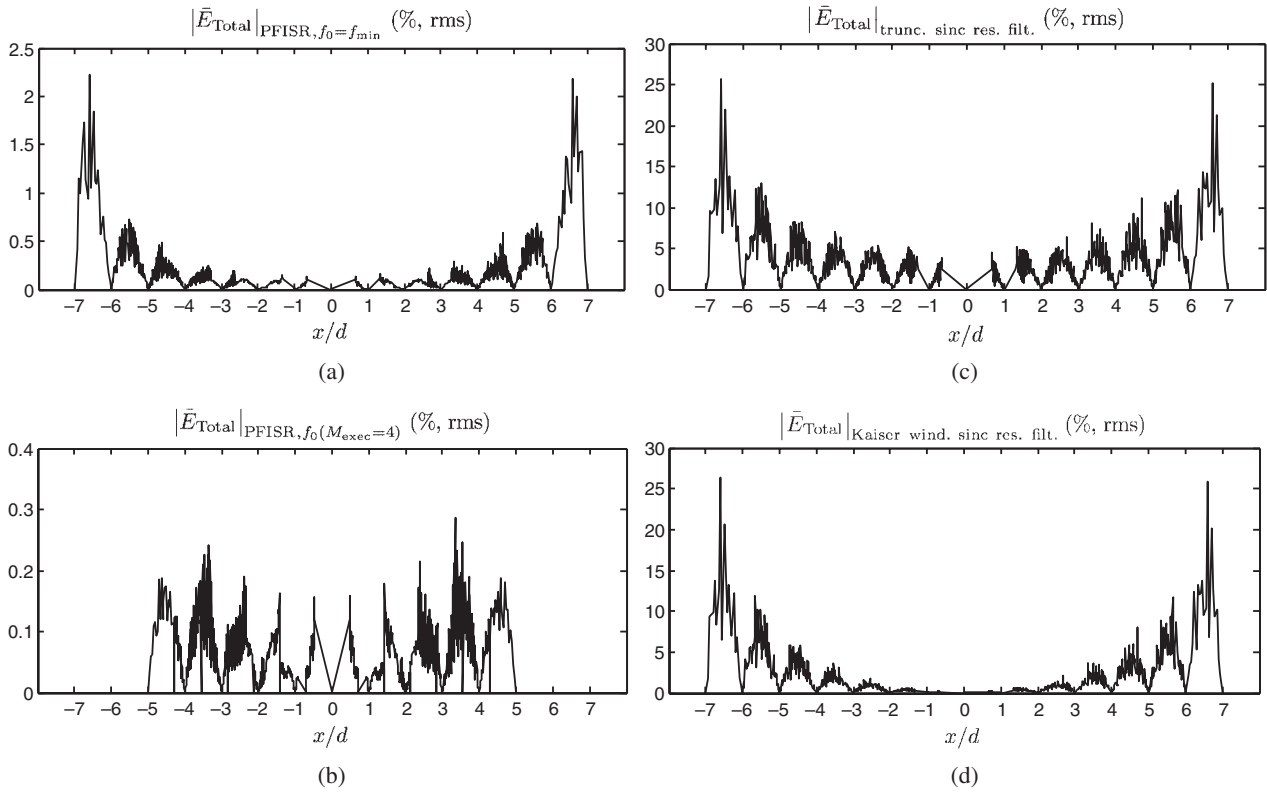 |Ē_Total|_PFISR, f₀=f_min (%, rms)
2.5
2
1.5
1
0.5
0
−7 −6 −5 −4 −3 −2 −1 0 1 2 3 4 5 6 7
x/d
(a)
|Ē_Total|_trunc. sinc res. filt. (%, rms)
30
25
20
15
10
5
0
−7 −6 −5 −4 −3 −2 −1 0 1 2 3 4 5 6 7
x/d
(c)
|Ē_Total|_PFISR, f₀(M_exec=4) (%, rms)
0.4
0.3
0.2
0.1
0
−7 −6 −5 −4 −3 −2 −1 0 1 2 3 4 5 6 7
x/d
(b)
|Ē_Total|_Kaiser wind. sinc res. filt. (%, rms)
30
25
20
15
10
5
0
−7 −6 −5 −4 −3 −2 −1 0 1 2 3 4 5 6 7
x/d
(d)